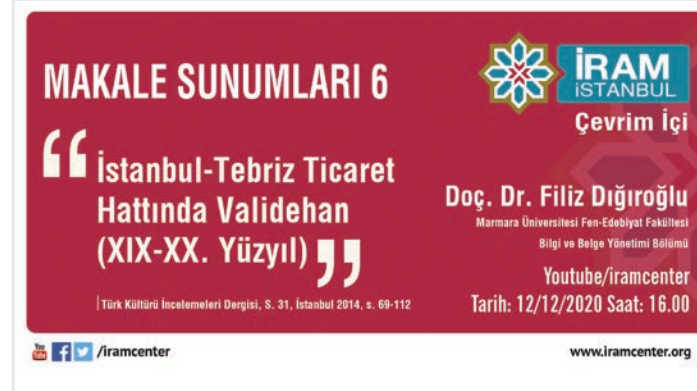 MAKALE SUNUMLARI 6
“ İstanbul-Tebriz Ticaret
Hattında Validehan
(XIX-XX. Yüzyıl) ”
Türk Kültürü İncelemeleri Dergisi, S. 31, İstanbul 2014, s. 69-112
İRAM
İSTANBUL
Çevrim İçi
Doç. Dr. Filiz Dığıroğlu
Marmara Üniversitesi Fen-Edebiyat Fakültesi
Bilgi ve Belge Yönetimi Bölümü
Youtube/iramcenter
Tarih: 12/12/2020 Saat: 16.00
You Tube f /iramcenter
www.iramcenter.org